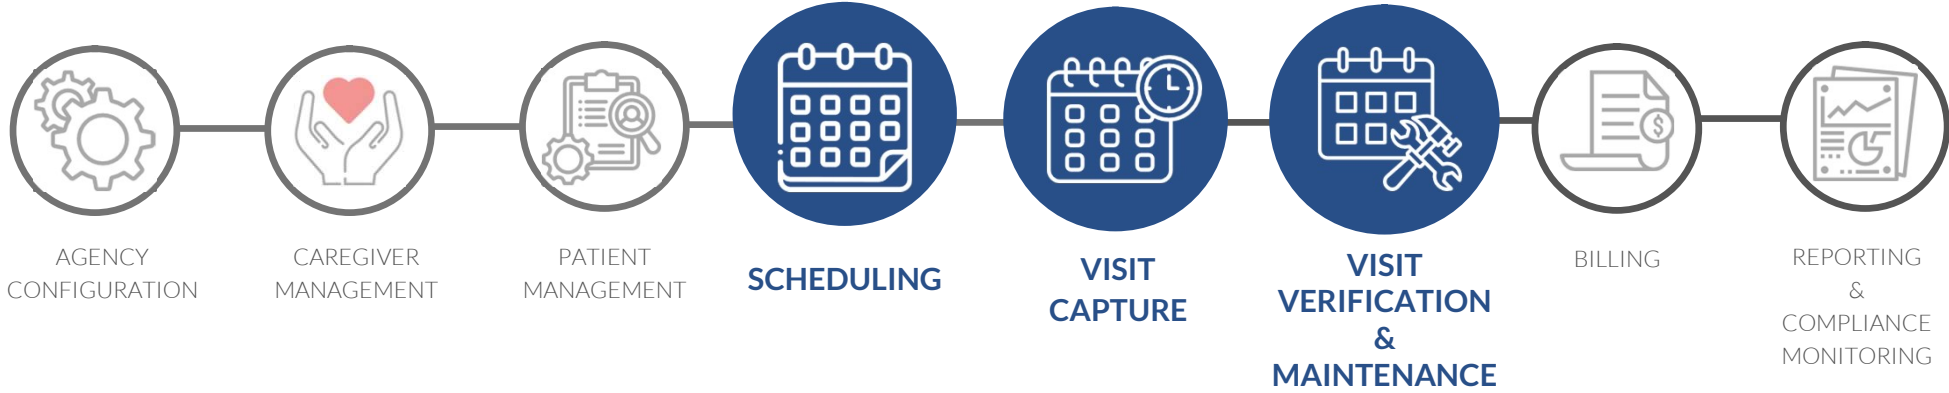 AGENCY
CONFIGURATION
CAREGIVER
MANAGEMENT
PATIENT
MANAGEMENT
SCHEDULING
VISIT
CAPTURE
VISIT
VERIFICATION
&
MAINTENANCE
BILLING
REPORTING
&
COMPLIANCE
MONITORING
$